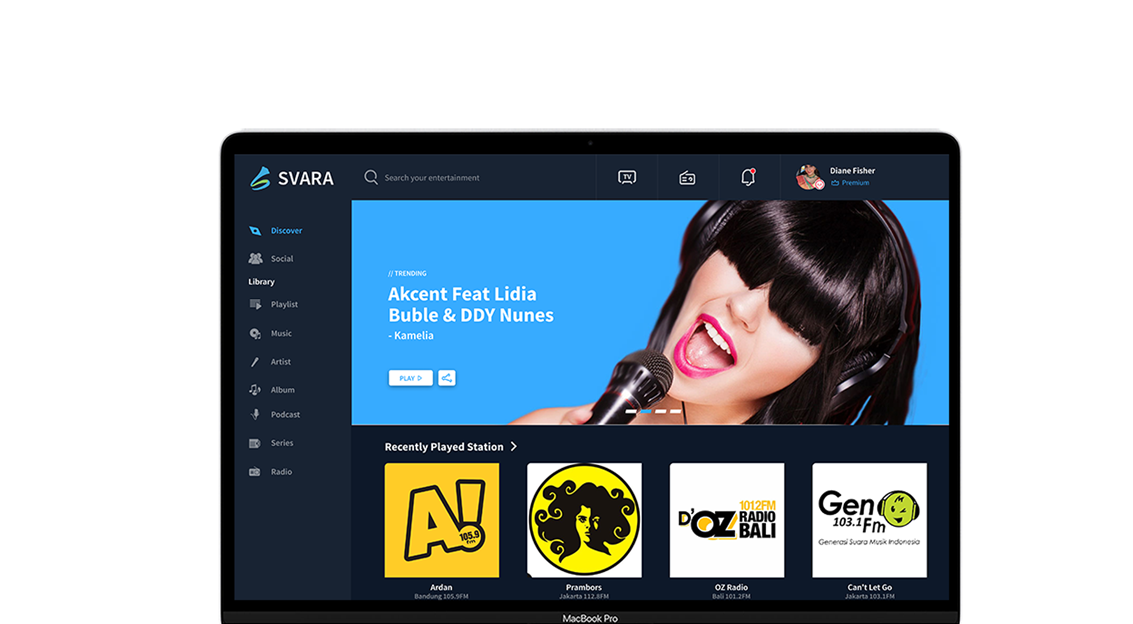 SVARA
Search your entertainment
TV
Diane Fisher
Premium
Discover
Social
Library
Playlist
Music
Artist
Album
Podcast
Series
Radio
// TRENDING
Akcent Feat Lidia
Buble & DDY Nunes
- Kamelia
PLAY
Recently Played Station
A!
105.9
fm
Ardan
Bandung 105.9FM
Prambors
Jakarta 112.8FM
D'OZ
101.2FM
RADIO
BALI
OZ Radio
Bali 101.2FM
Gen
103.1 Fm
Generasi Suara Musik Indonesia
Can't Let Go
Jakarta 103.1FM
MacBook Pro